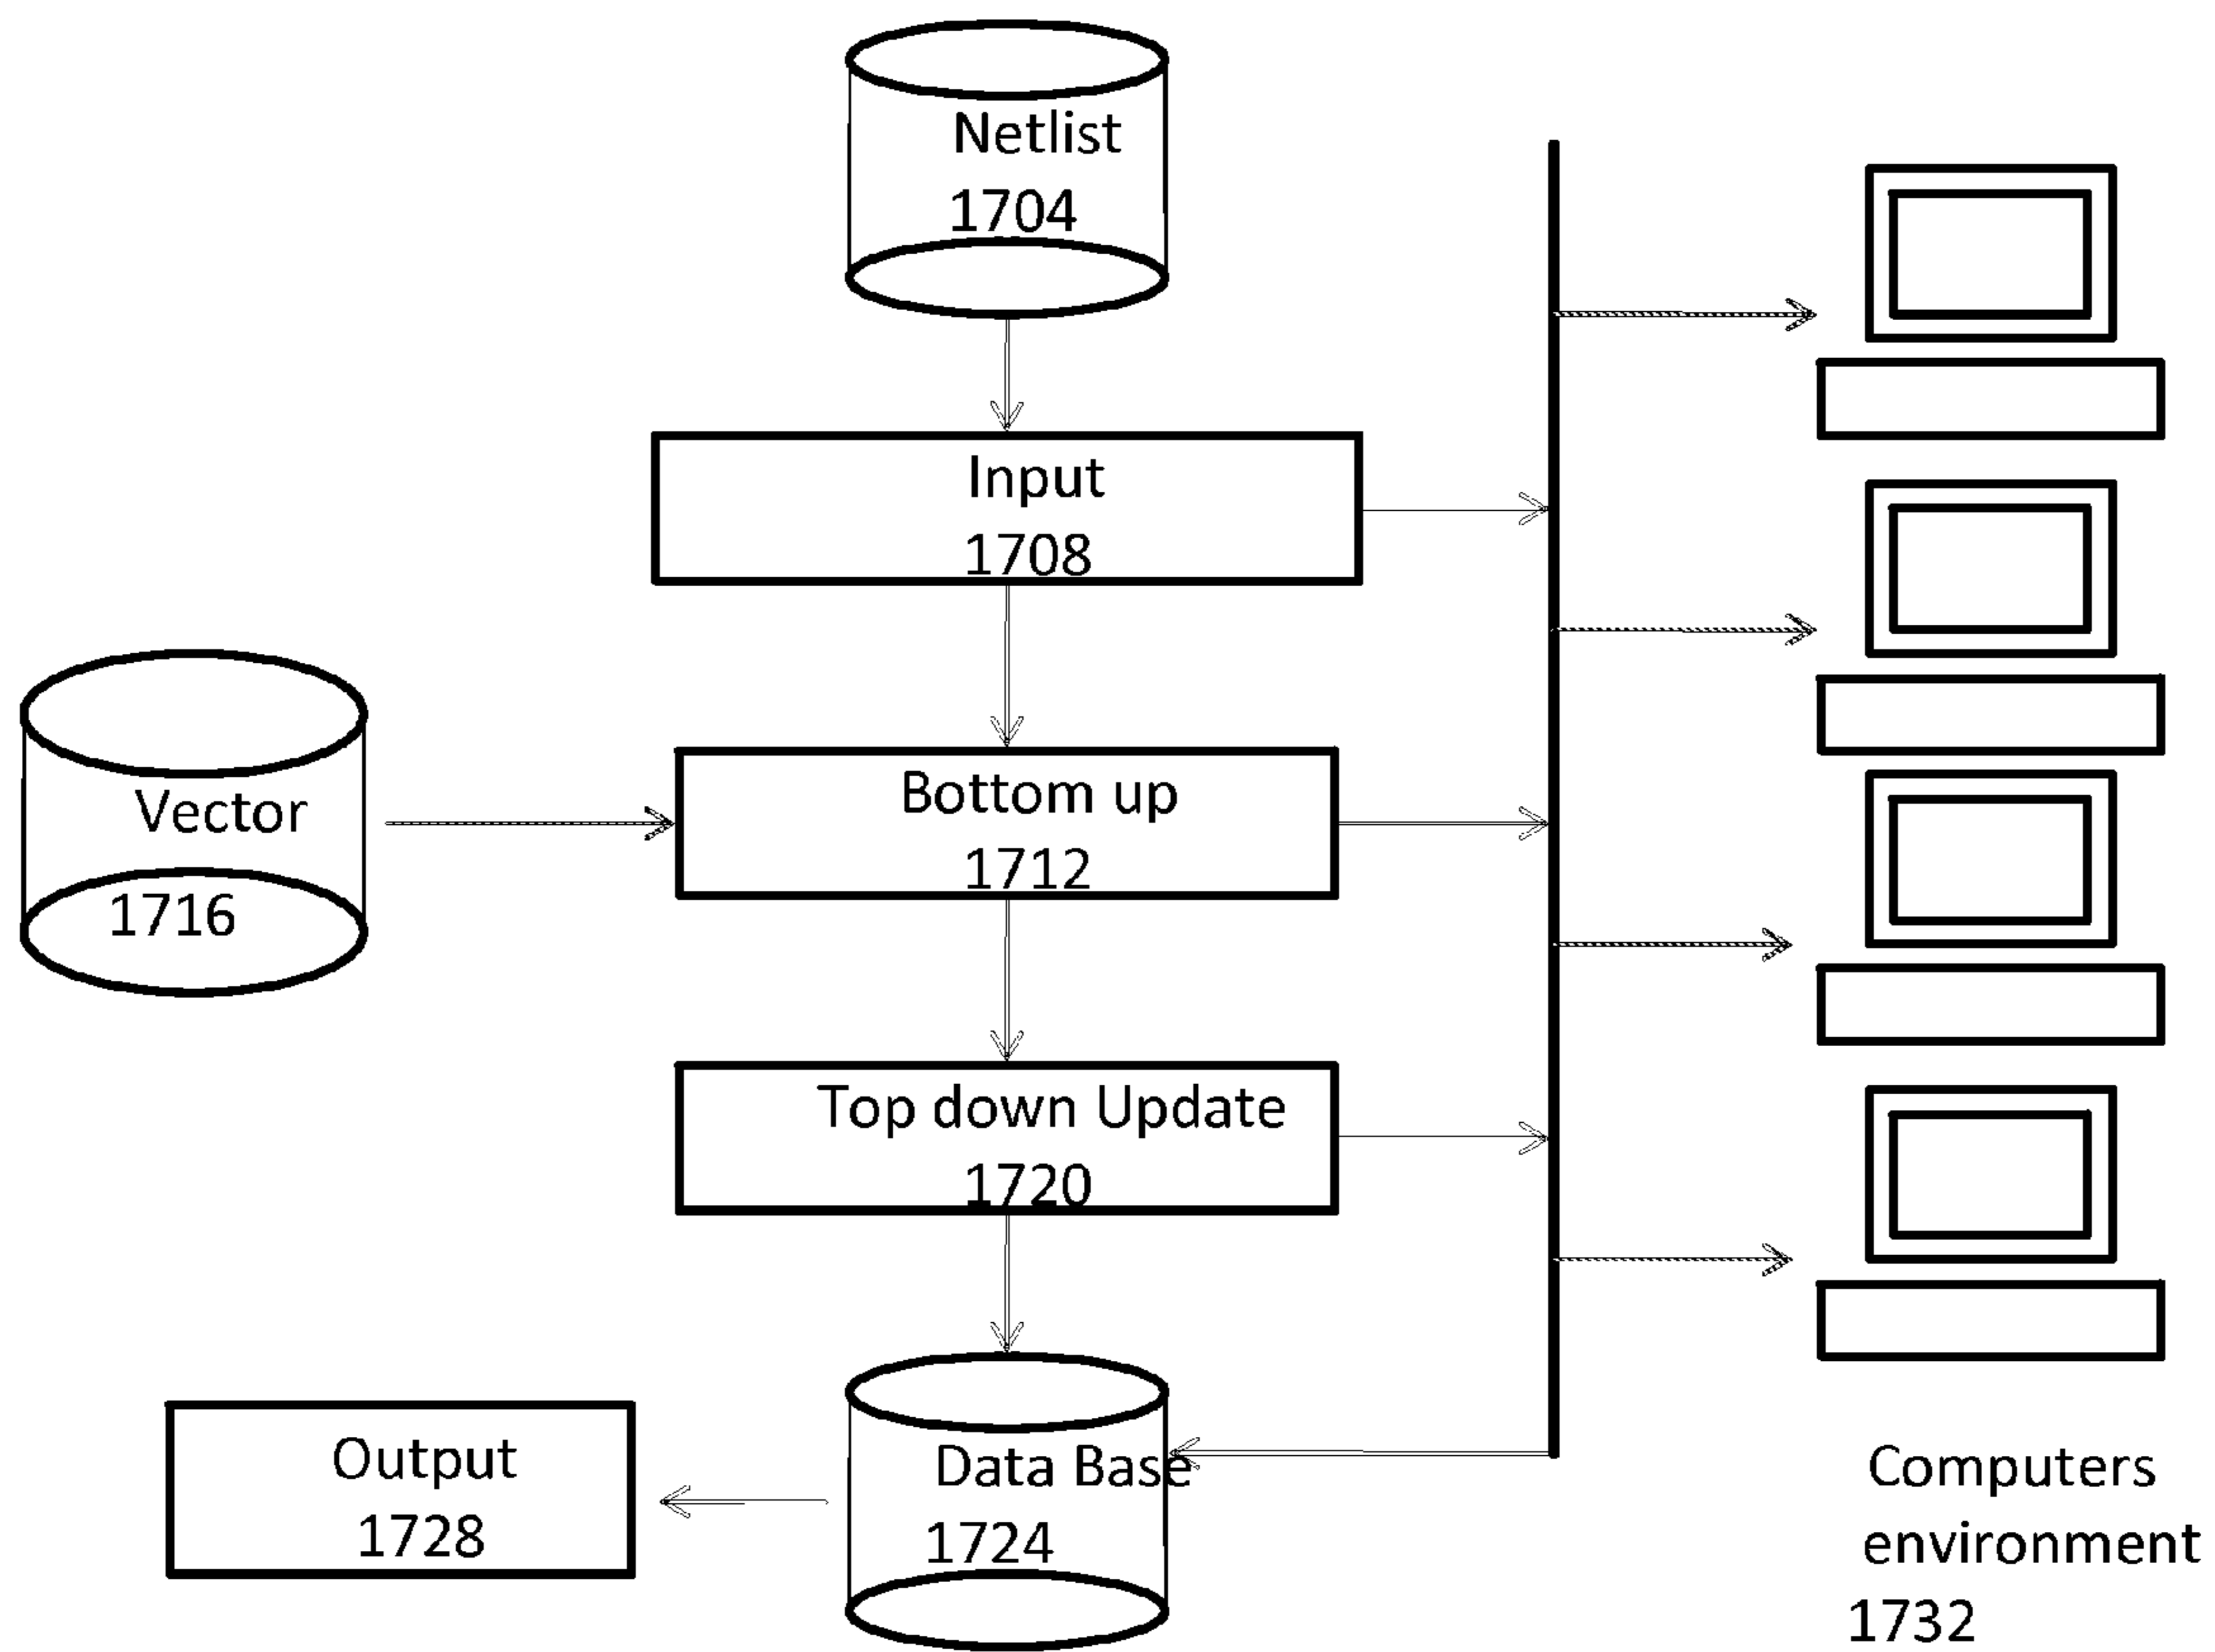 Netlist
1704
Input
1708
Vector
1716
Bottom up
1712
Top down Update
1720
Data Base
1724
Output
1728
Computers
environment
1732